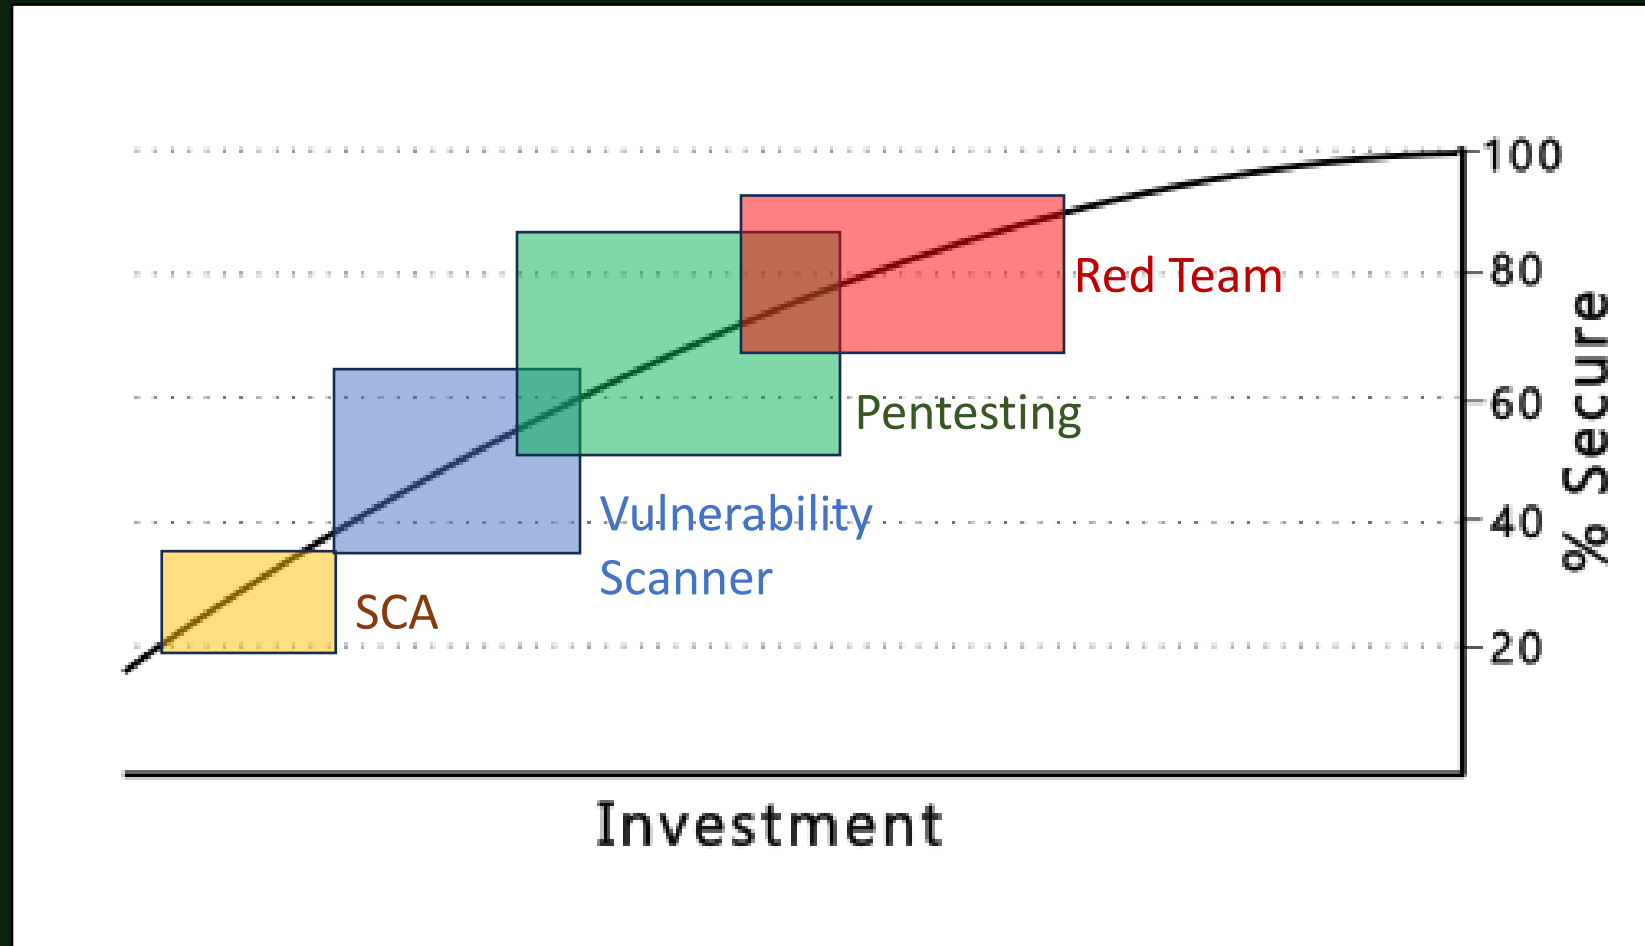 100
80
Red Team
% Secure
60
Pentesting
Vulnerability
Scanner
40
SCA
20
Investment